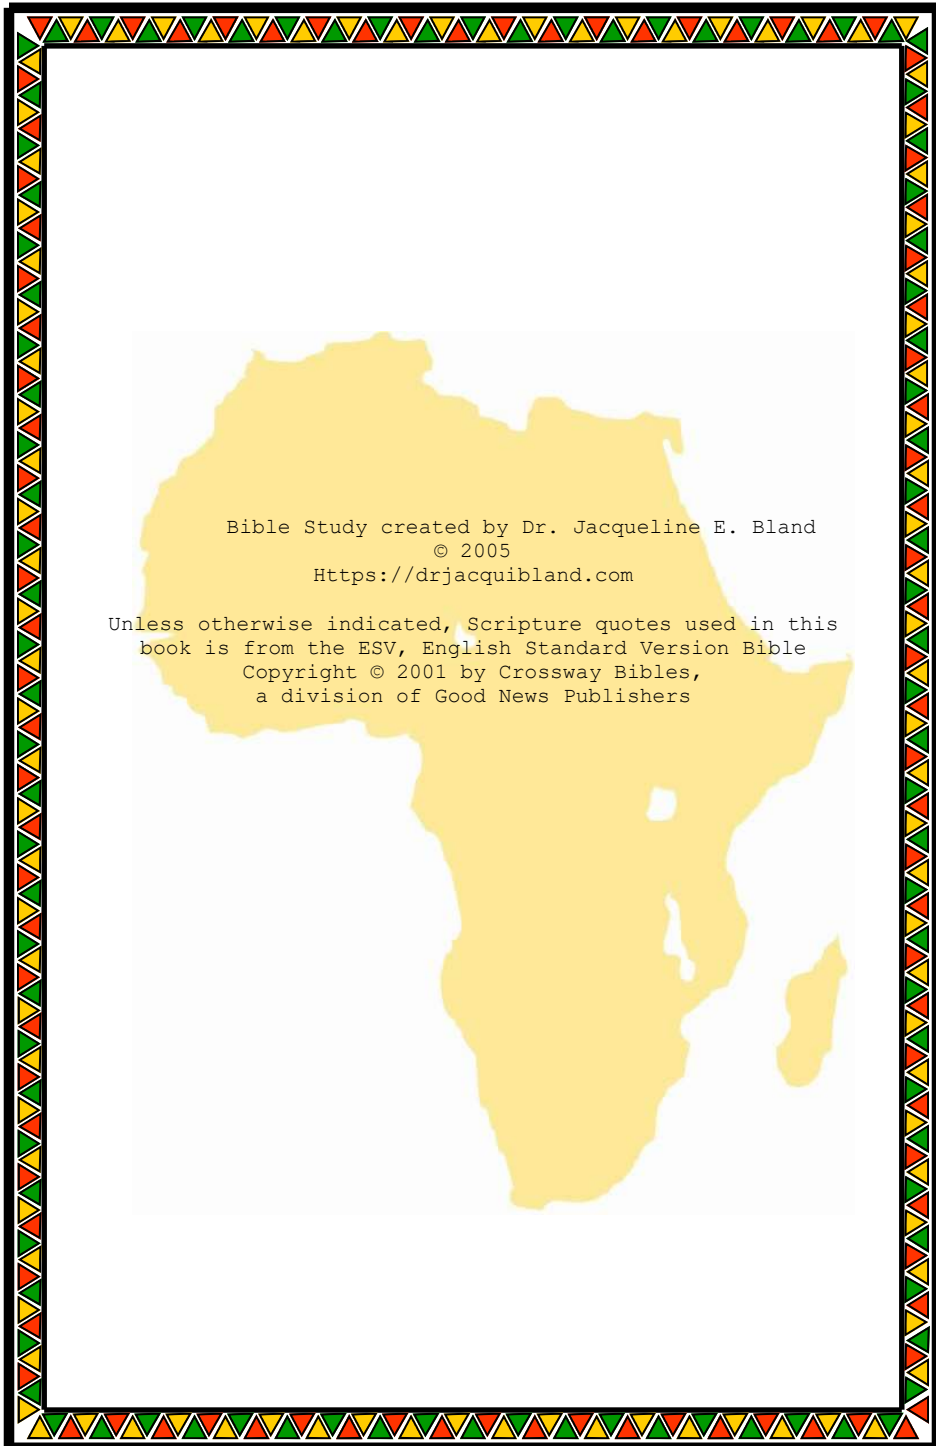 Bible Study created by Dr. Jacqueline E. Bland
© 2005
Https://drjacquibland.com
Unless otherwise indicated, Scripture quotes used in this
book is from the ESV, English Standard Version Bible
Copyright © 2001 by Crossway Bibles,
a division of Good News Publishers